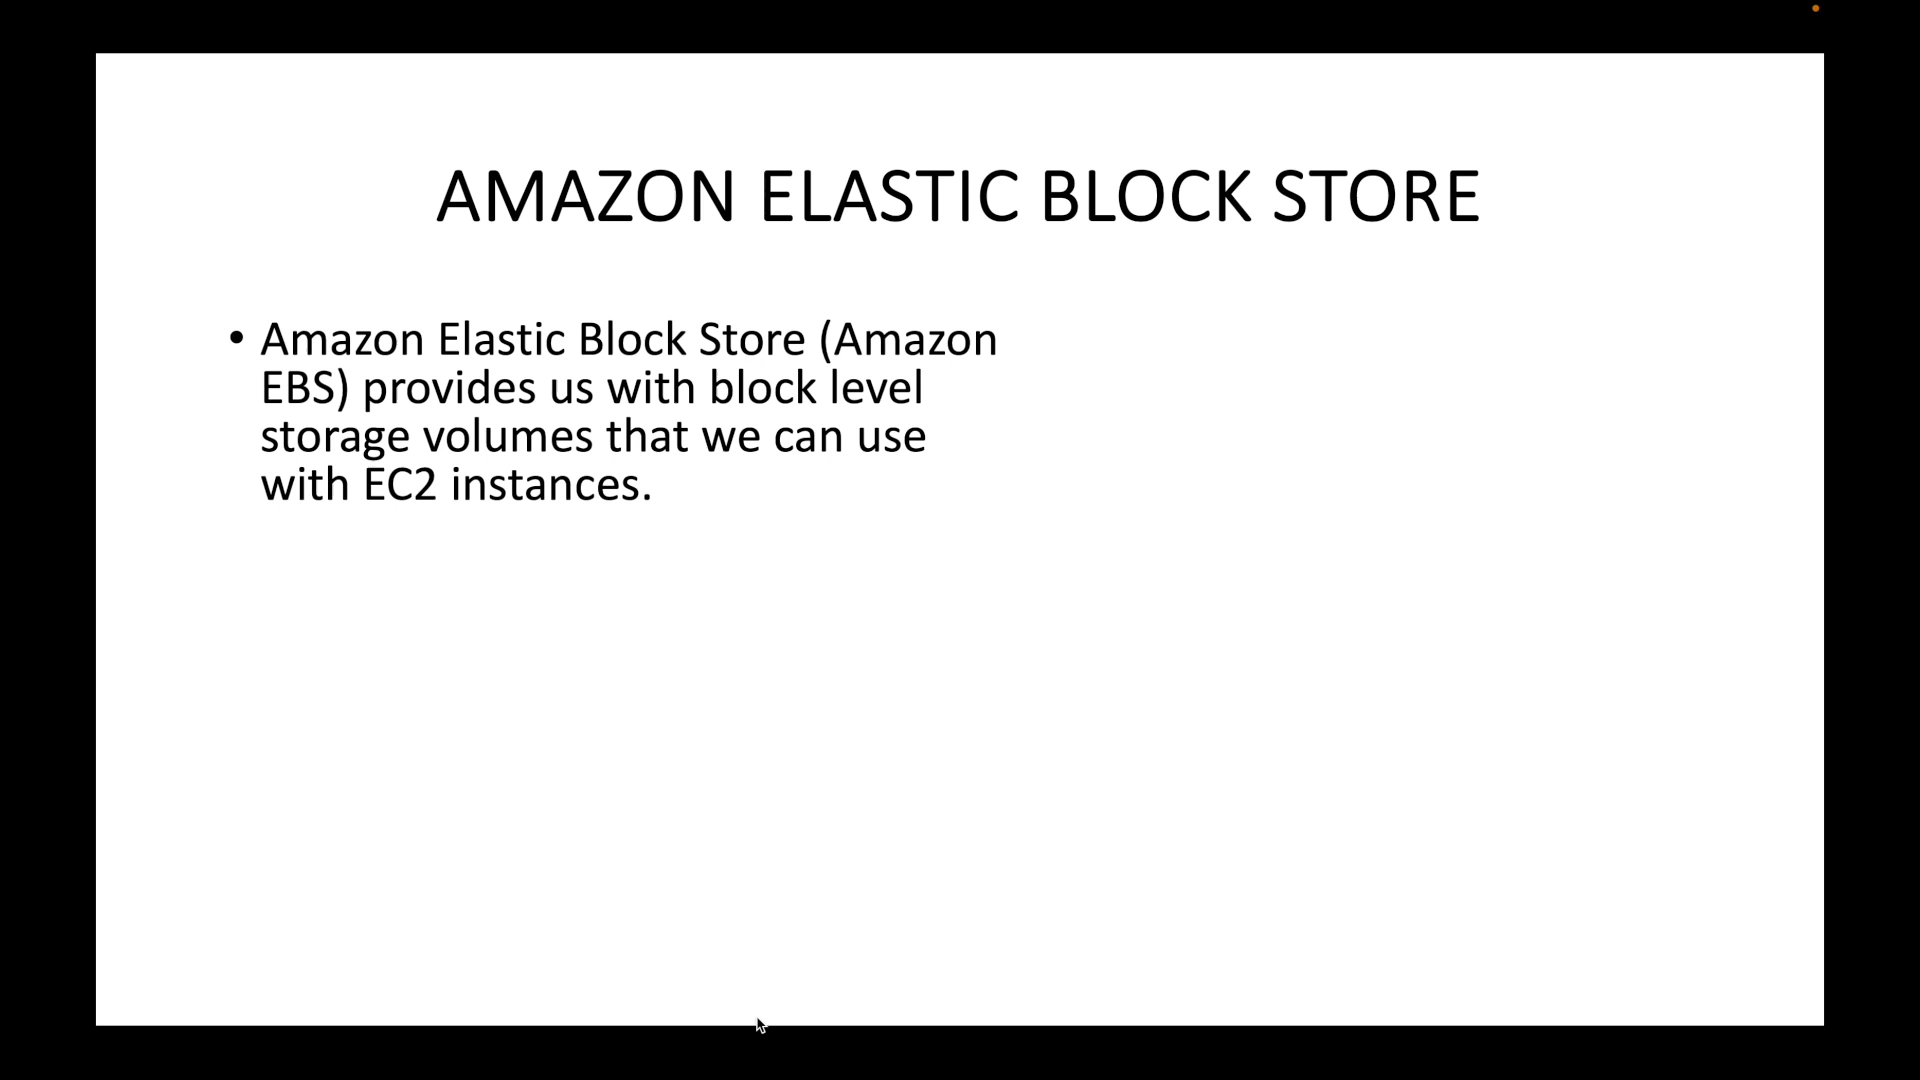 AMAZON ELASTIC BLOCK STORE
• Amazon Elastic Block Store (Amazon
EBS) provides us with block level
storage volumes that we can use
with EC2 instances.